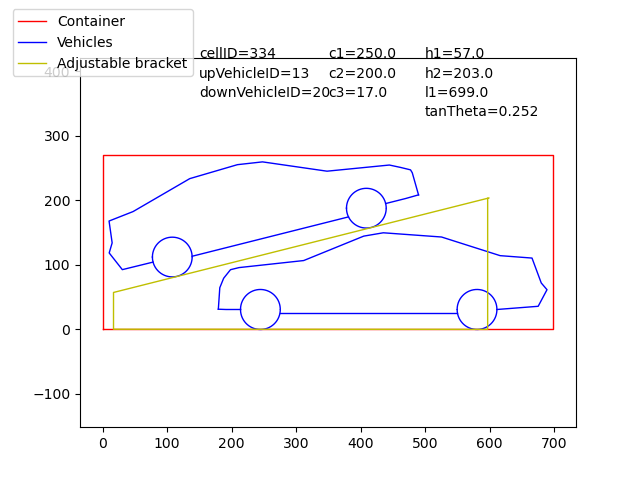 Container
Vehicles
Adjustable bracket
cellID=334 c1=250.0 h1=57.0
upVehicleID=13 c2=200.0 h2=203.0
downVehicleID=20 c3=17.0 l1=699.0
tanTheta=0.252
400
300
200
100
0
−100
0 100 200 300 400 500 600 700